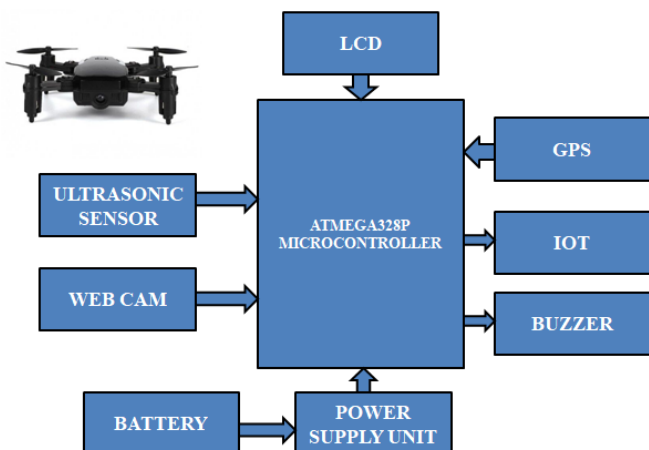 LCD
GPS
ULTRASONIC
SENSOR
ATMEGA328P
MICROCONTROLLER
IOT
WEB CAM
BUZZER
BATTERY
POWER
SUPPLY UNIT